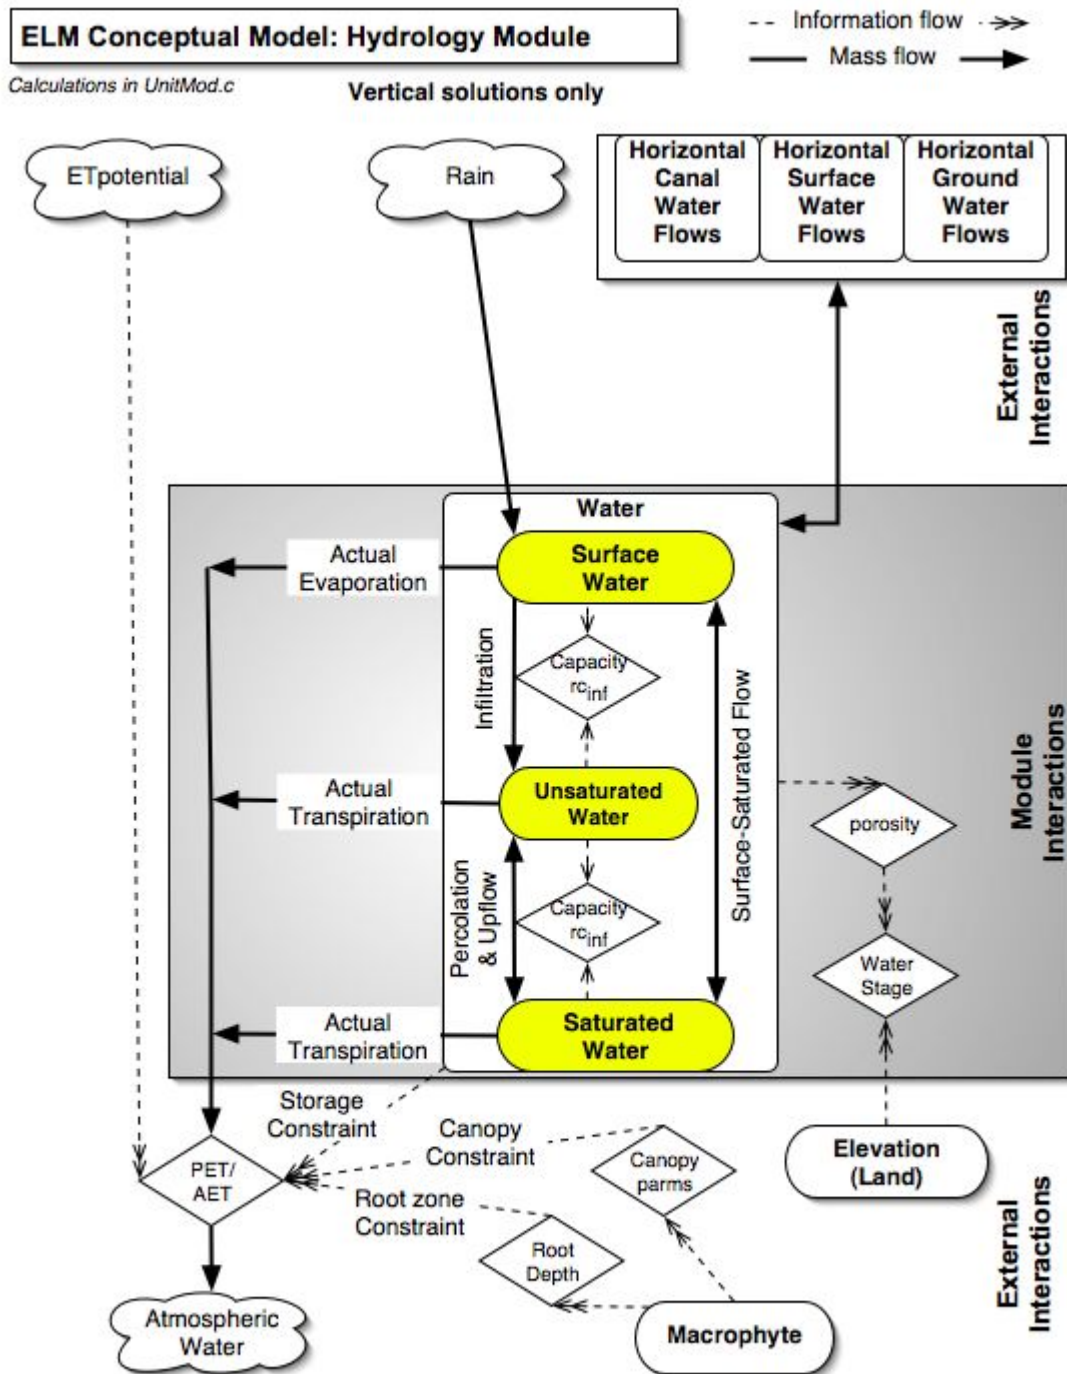 ELM Conceptual Model: Hydrology Module
Information flow
Mass flow
Calculations in UnitMod.c
Vertical solutions only
ETpotential
Rain
Horizontal
Canal
Water
Flows
Horizontal
Surface
Water
Flows
Horizontal
Ground
Water
Flows
External
Interactions
Water
Surface
Water
Actual
Evaporation
Infiltration
Capacity
rcinf
Surface-Saturated Flow
Module
Interactions
Actual
Transpiration
Unsaturated
Water
porosity
Percolation
& Upflow
Capacity
rcinf
Water
Stage
Actual
Transpiration
Saturated
Water
Storage
Constraint
Canopy
Constraint
Canopy
parms
Elevation
(Land)
PET/
AET
Root zone
Constraint
Root
Depth
External
Interactions
Atmospheric
Water
Macrophyte